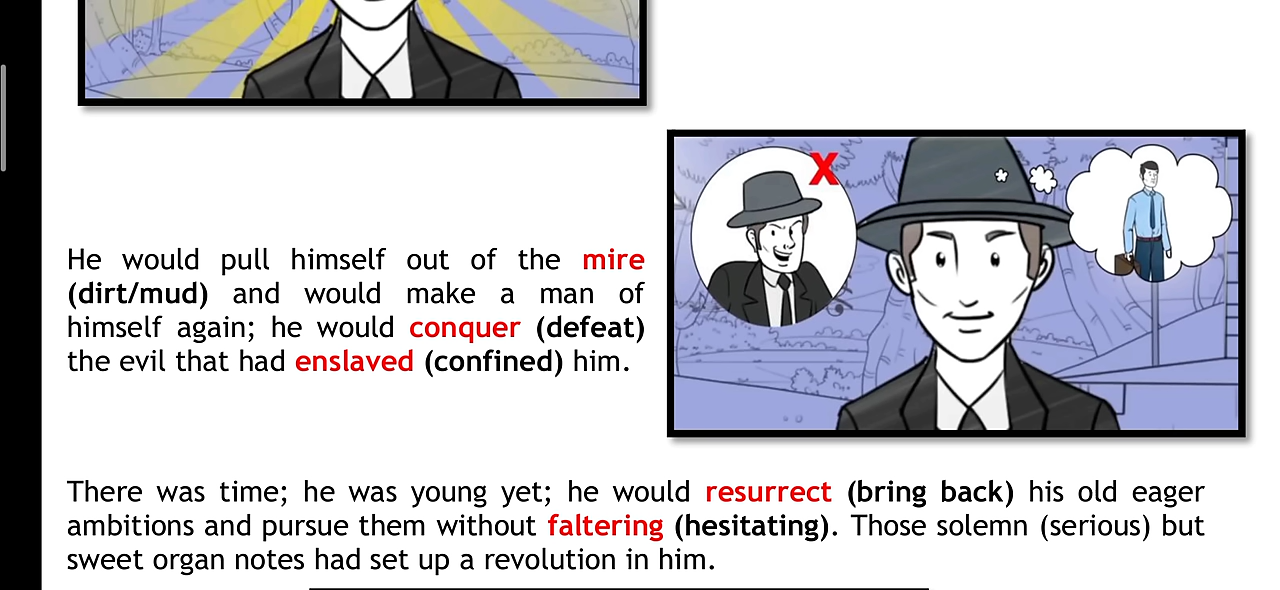 He would pull himself out of the mire
(dirt/mud) and would make a man of
himself again; he would conquer (defeat)
the evil that had enslaved (confined) him.
X
There was time; he was young yet; he would resurrect (bring back) his old eager
ambitions and pursue them without faltering (hesitating). Those solemn (serious) but
sweet organ notes had set up a revolution in him.